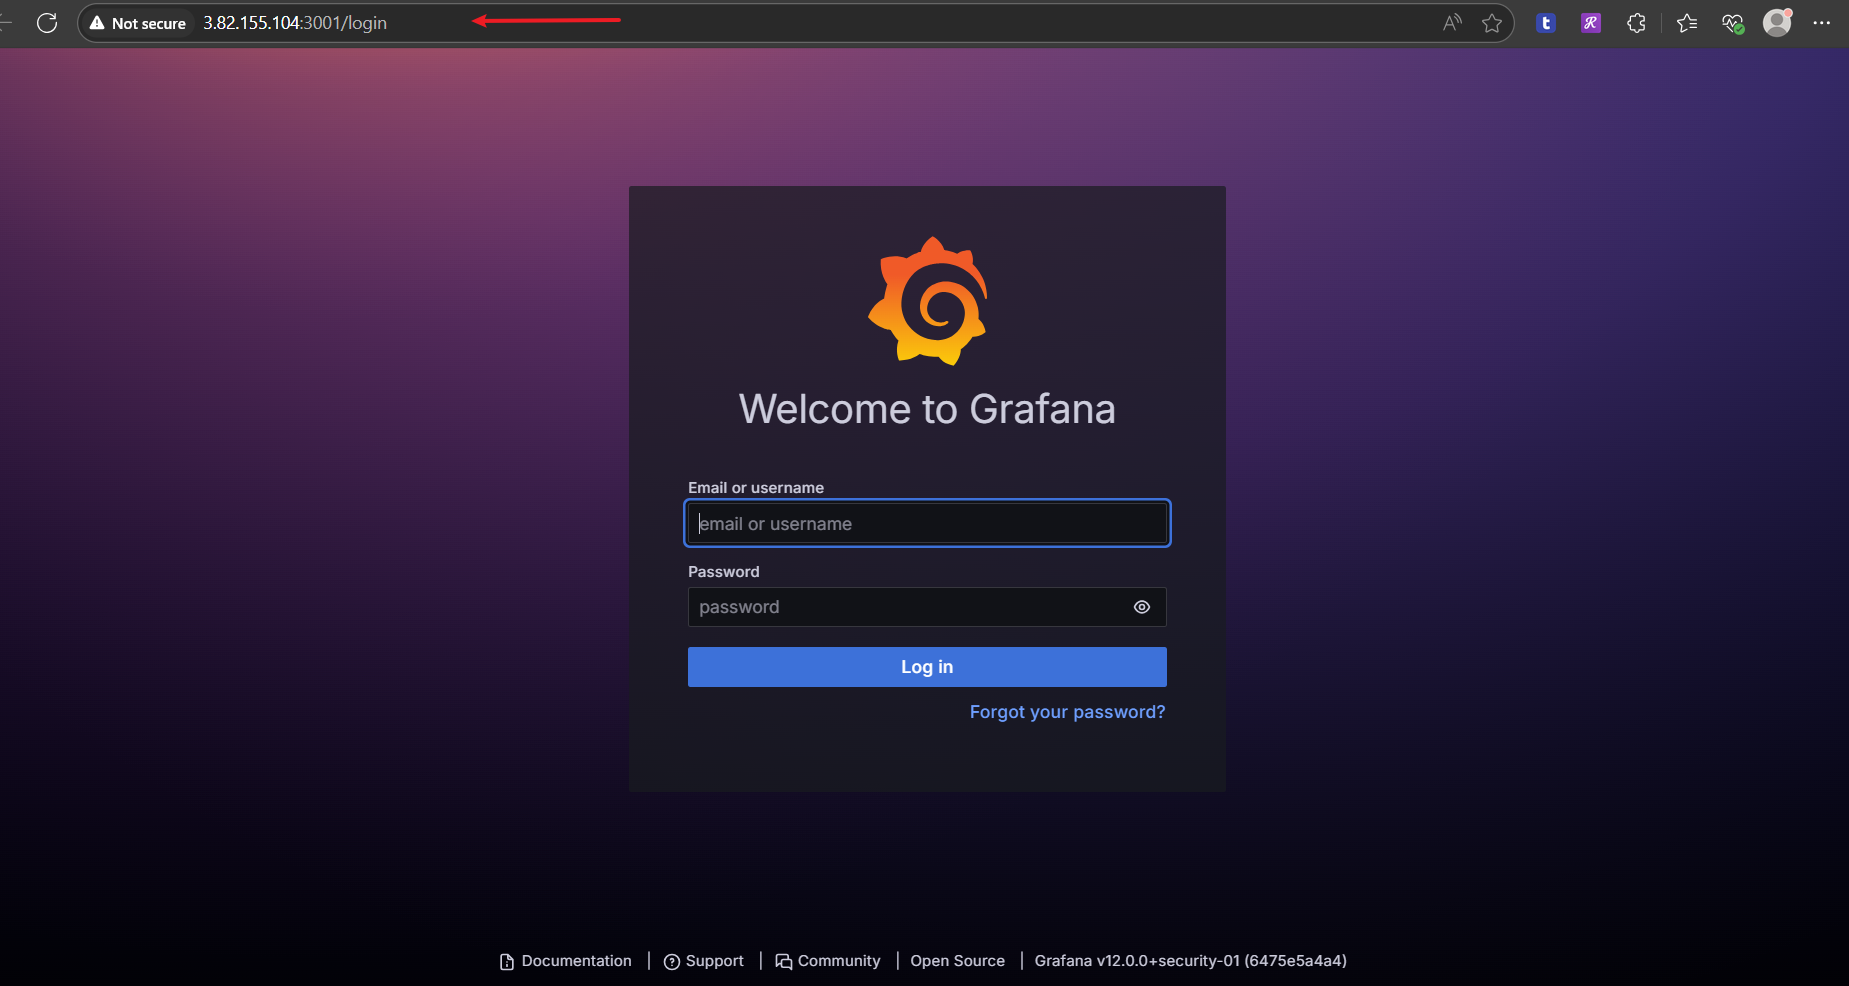 Not secure 3.82.155.104:3001/login
Welcome to Grafana
Email or username
email or username
Password
password
Log in
Forgot your password?
Documentation | Support | Community | Open Source | Grafana v12.0.0+security-01 (6475e5a4a4)